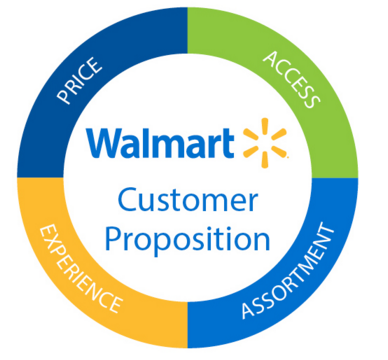 PRICE
ACCESS
Walmart
Customer
Proposition
EXPERIENCE
ASSORTMENT